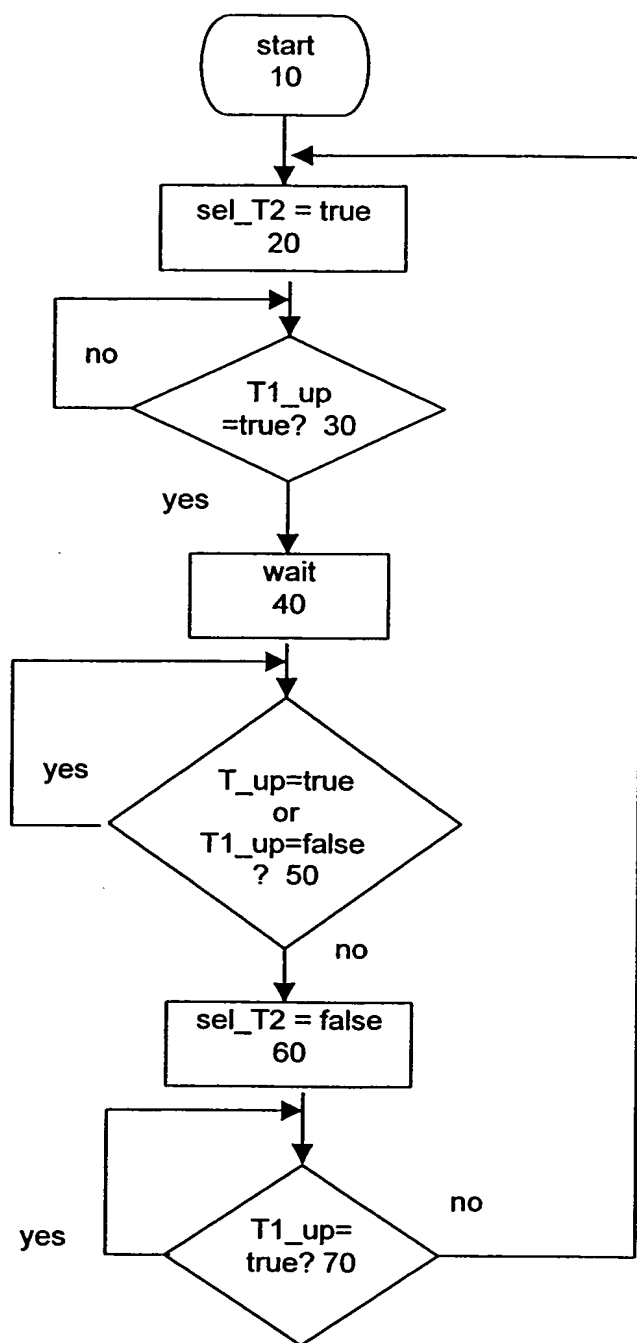 start
10
sel_T2 = true
20
no
T1_up
=true? 30
yes
wait
40
yes
T_up=true
or
T1_up=false
? 50
no
sel_T2 = false
60
yes
T1_up=
true? 70
no